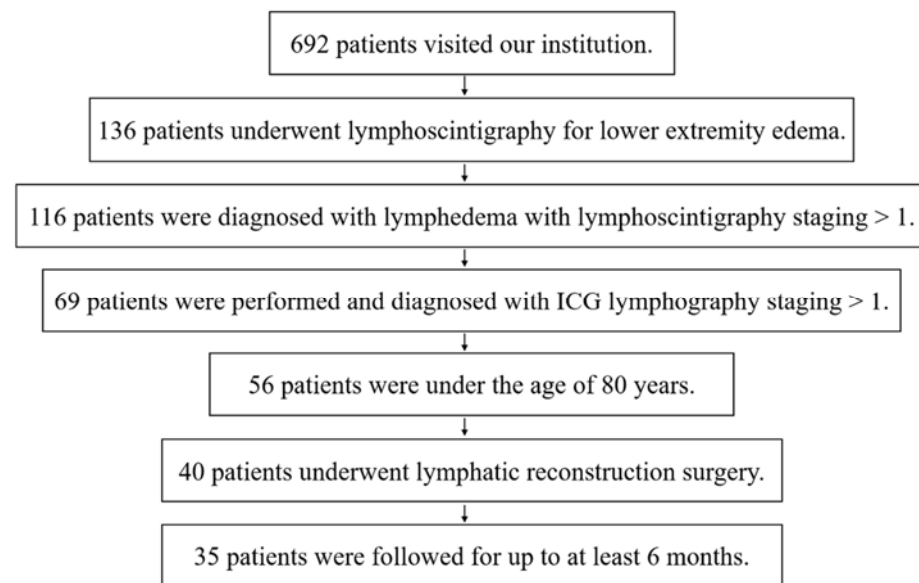 692 patients visited our institution.
136 patients underwent lymphoscintigraphy for lower extremity edema.
116 patients were diagnosed with lymphedema with lymphoscintigraphy staging > 1.
69 patients were performed and diagnosed with ICG lymphography staging > 1.
56 patients were under the age of 80 years.
40 patients underwent lymphatic reconstruction surgery.
35 patients were followed for up to at least 6 months.